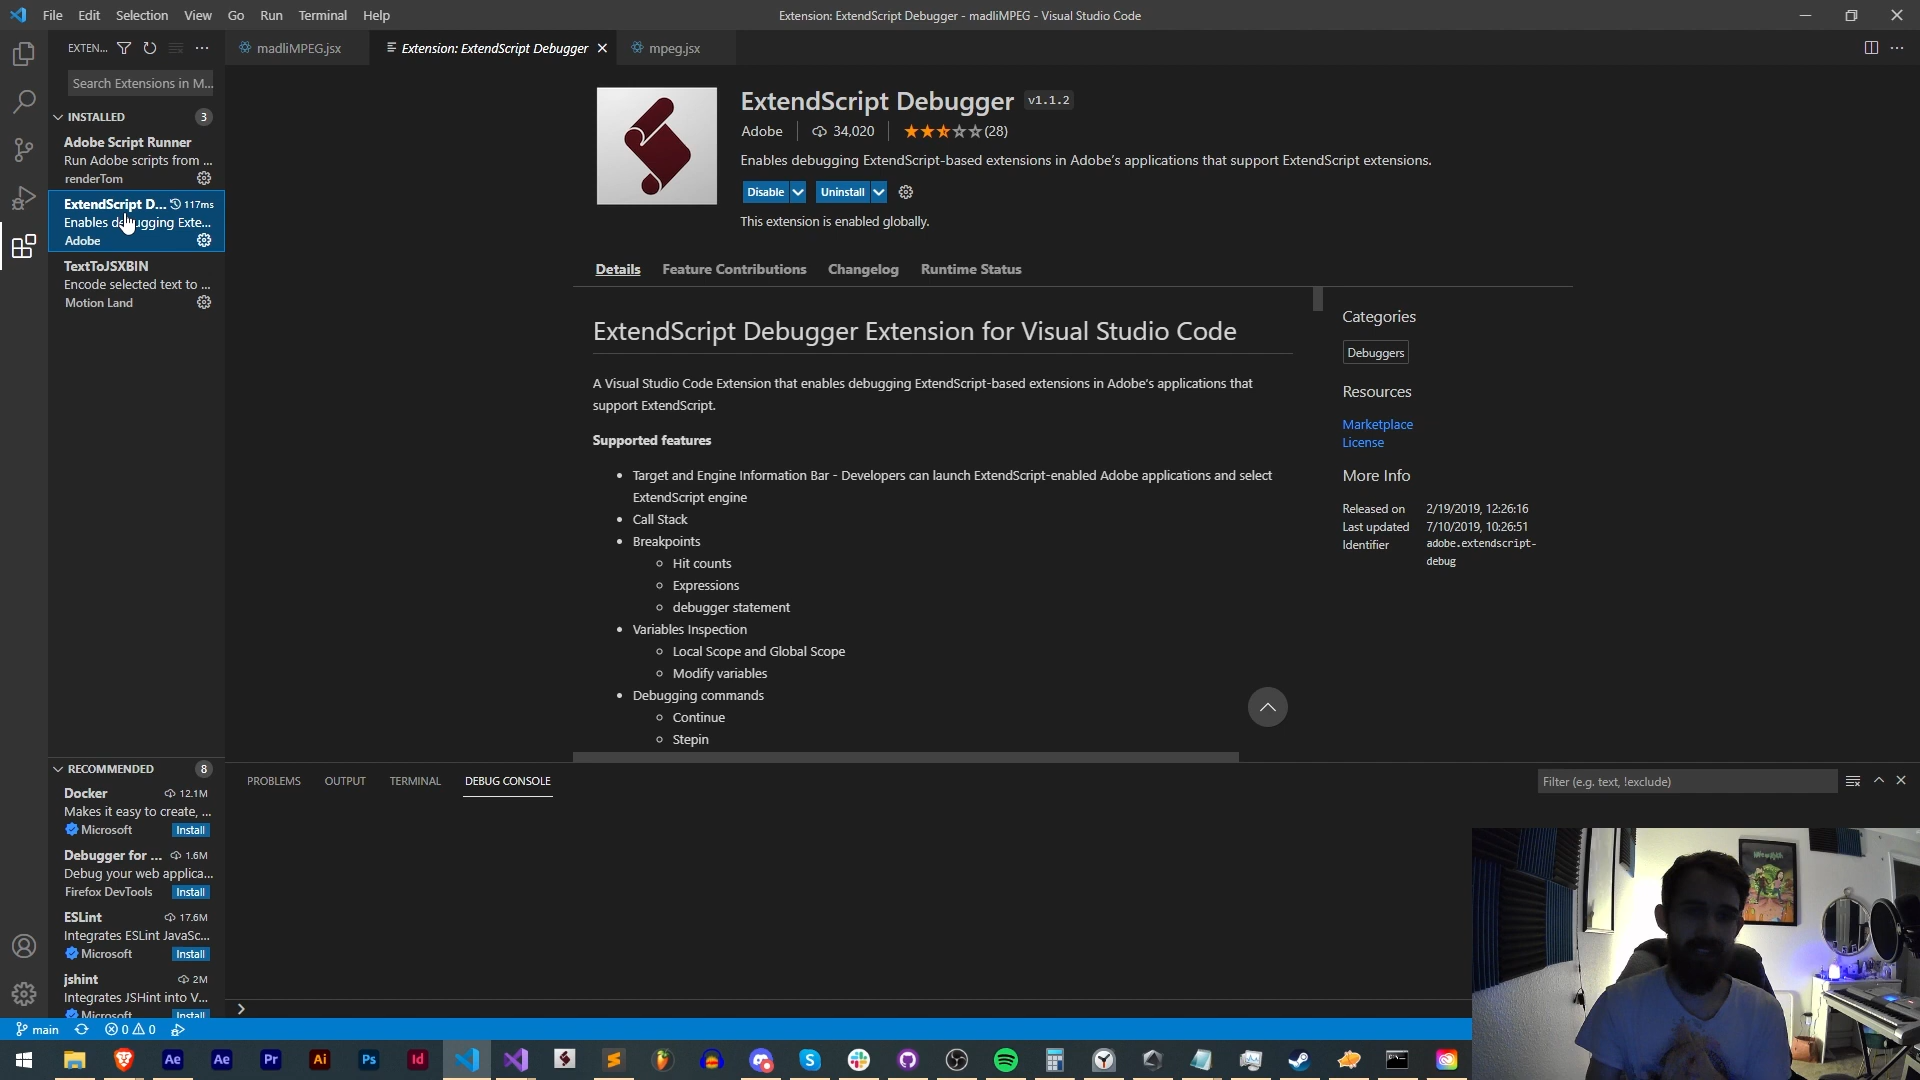 File Edit Selection View Go Run Terminal Help
Extension: ExtendScript Debugger - madliMPEG - Visual Studio Code
EXTEN...
madliMPEG.jsx
Extension: ExtendScript Debugger
mpeg.jsx
Search Extensions in M...
INSTALLED 3
Adobe Script Runner
Run Adobe scripts from ...
renderTom
ExtendScript D... 117ms
Enables debugging Exte...
Adobe
TextToJSXBIN
Encode selected text to ...
Motion Land
ExtendScript Debugger v1.1.2
Adobe 34,020 (28)
Enables debugging ExtendScript-based extensions in Adobe's applications that support ExtendScript extensions.
Disable Uninstall
This extension is enabled globally.
Details Feature Contributions Changelog Runtime Status
ExtendScript Debugger Extension for Visual Studio Code
A Visual Studio Code Extension that enables debugging ExtendScript-based extensions in Adobe's applications that
support ExtendScript.
Supported features
• Target and Engine Information Bar - Developers can launch ExtendScript-enabled Adobe applications and select
ExtendScript engine
• Call Stack
• Breakpoints
Hit counts
Expressions
debugger statement
• Variables Inspection
Local Scope and Global Scope
Modify variables
• Debugging commands
Continue
Stepin
Categories
Debuggers
Resources
Marketplace
License
More Info
Released on 2/19/2019, 12:26:16
Last updated 7/10/2019, 10:26:51
Identifier adobe.extendscript-
debug
RECOMMENDED 8
Docker 12.1M
Makes it easy to create, ...
Microsoft Install
Debugger for ... 1.6M
Debug your web applica...
Firefox DevTools Install
ESLint 17.6M
Integrates ESLint JavaSc...
Microsoft Install
jshint 2M
Integrates JSHint into V...
Microsoft Install
PROBLEMS OUTPUT TERMINAL DEBUG CONSOLE
Filter (e.g. text, !exclude)
main 0 0
Ae Ae Pr Ai Ps Id